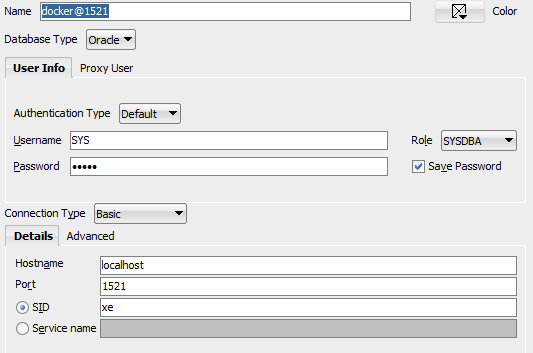 Name docker@1521 Color
Database Type Oracle
User Info Proxy User
Authentication Type Default
Username SYS Role SYSDBA
Password ••••• Save Password
Connection Type Basic
Details Advanced
Hostname localhost
Port 1521
SID xe
Service name